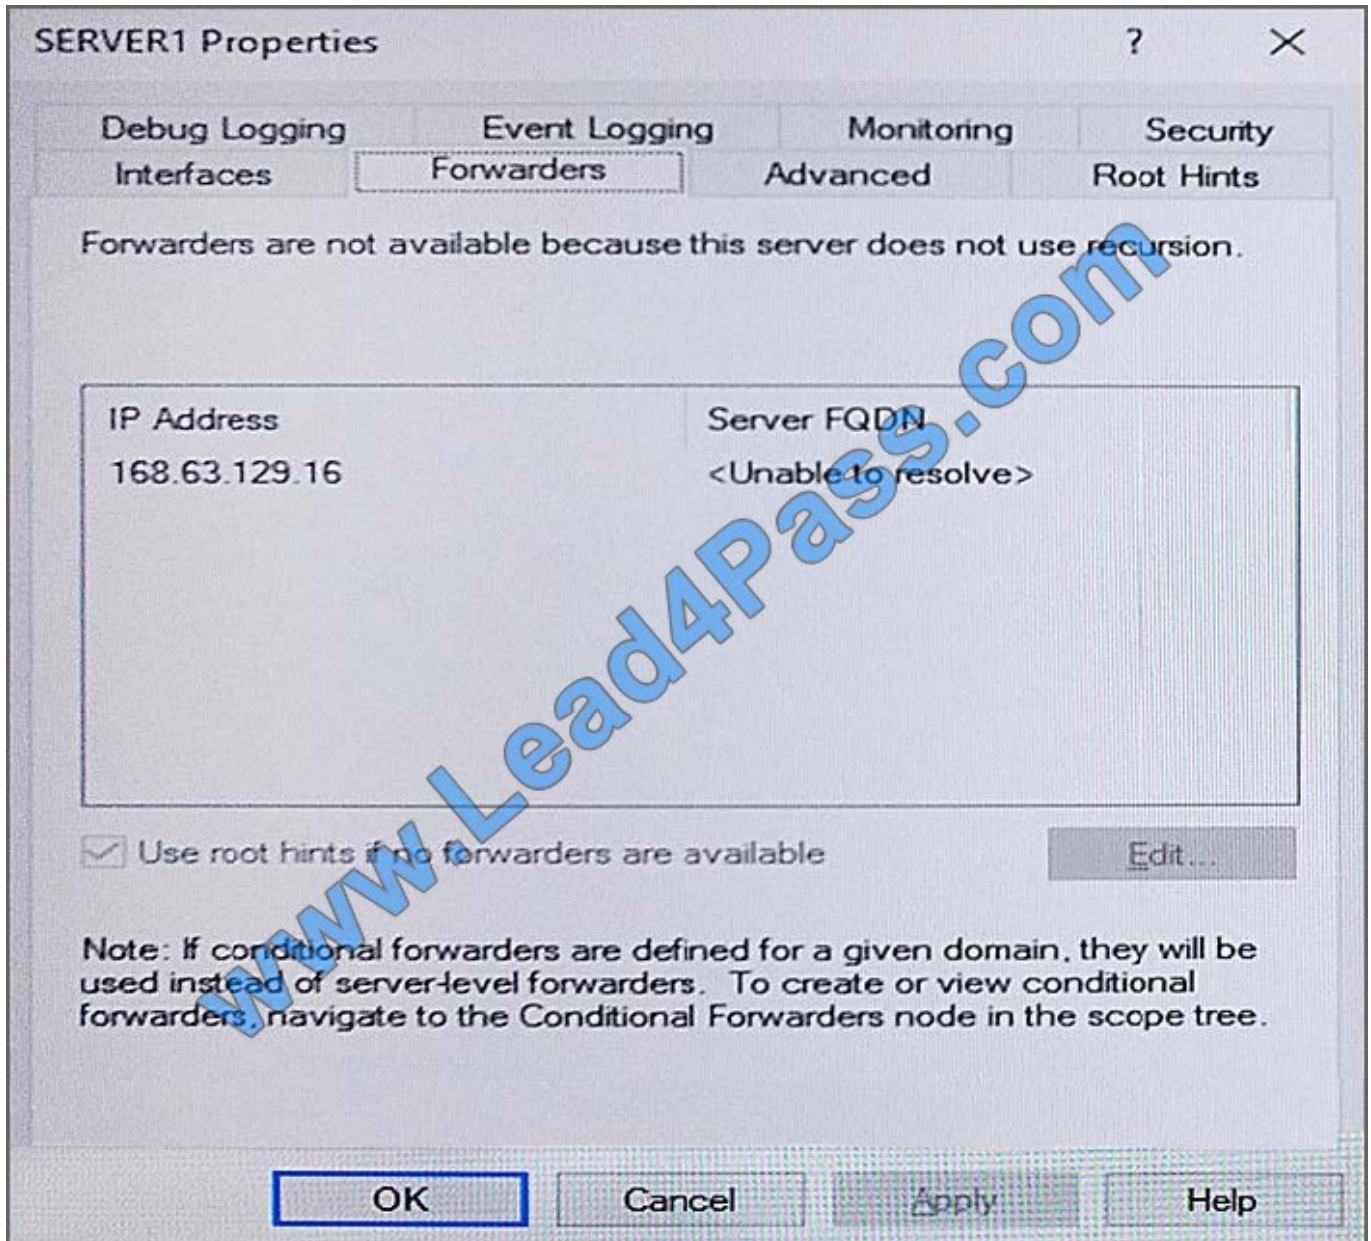 SERVER1 Properties ? ×
Debug Logging Event Logging Monitoring Security
Interfaces Forwarders Advanced Root Hints
Forwarders are not available because this server does not use recursion.
IP Address Server FQDN
168.63.129.16 <Unable to resolve>
Use root hints if no forwarders are available Edit...
Note: If conditional forwarders are defined for a given domain, they will be
used instead of server-level forwarders. To create or view conditional
forwarders, navigate to the Conditional Forwarders node in the scope tree.
OK Cancel Apply Help
www.Lead4Pass.com